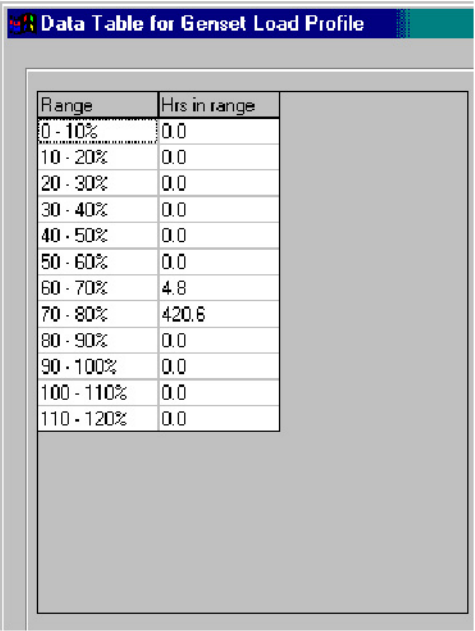 Data Table for Genset Load Profile
Range Hrs in range
0 - 10% 0.0
10 - 20% 0.0
20 - 30% 0.0
30 - 40% 0.0
40 - 50% 0.0
50 - 60% 0.0
60 - 70% 4.8
70 - 80% 420.6
80 - 90% 0.0
90 - 100% 0.0
100 - 110% 0.0
110 - 120% 0.0